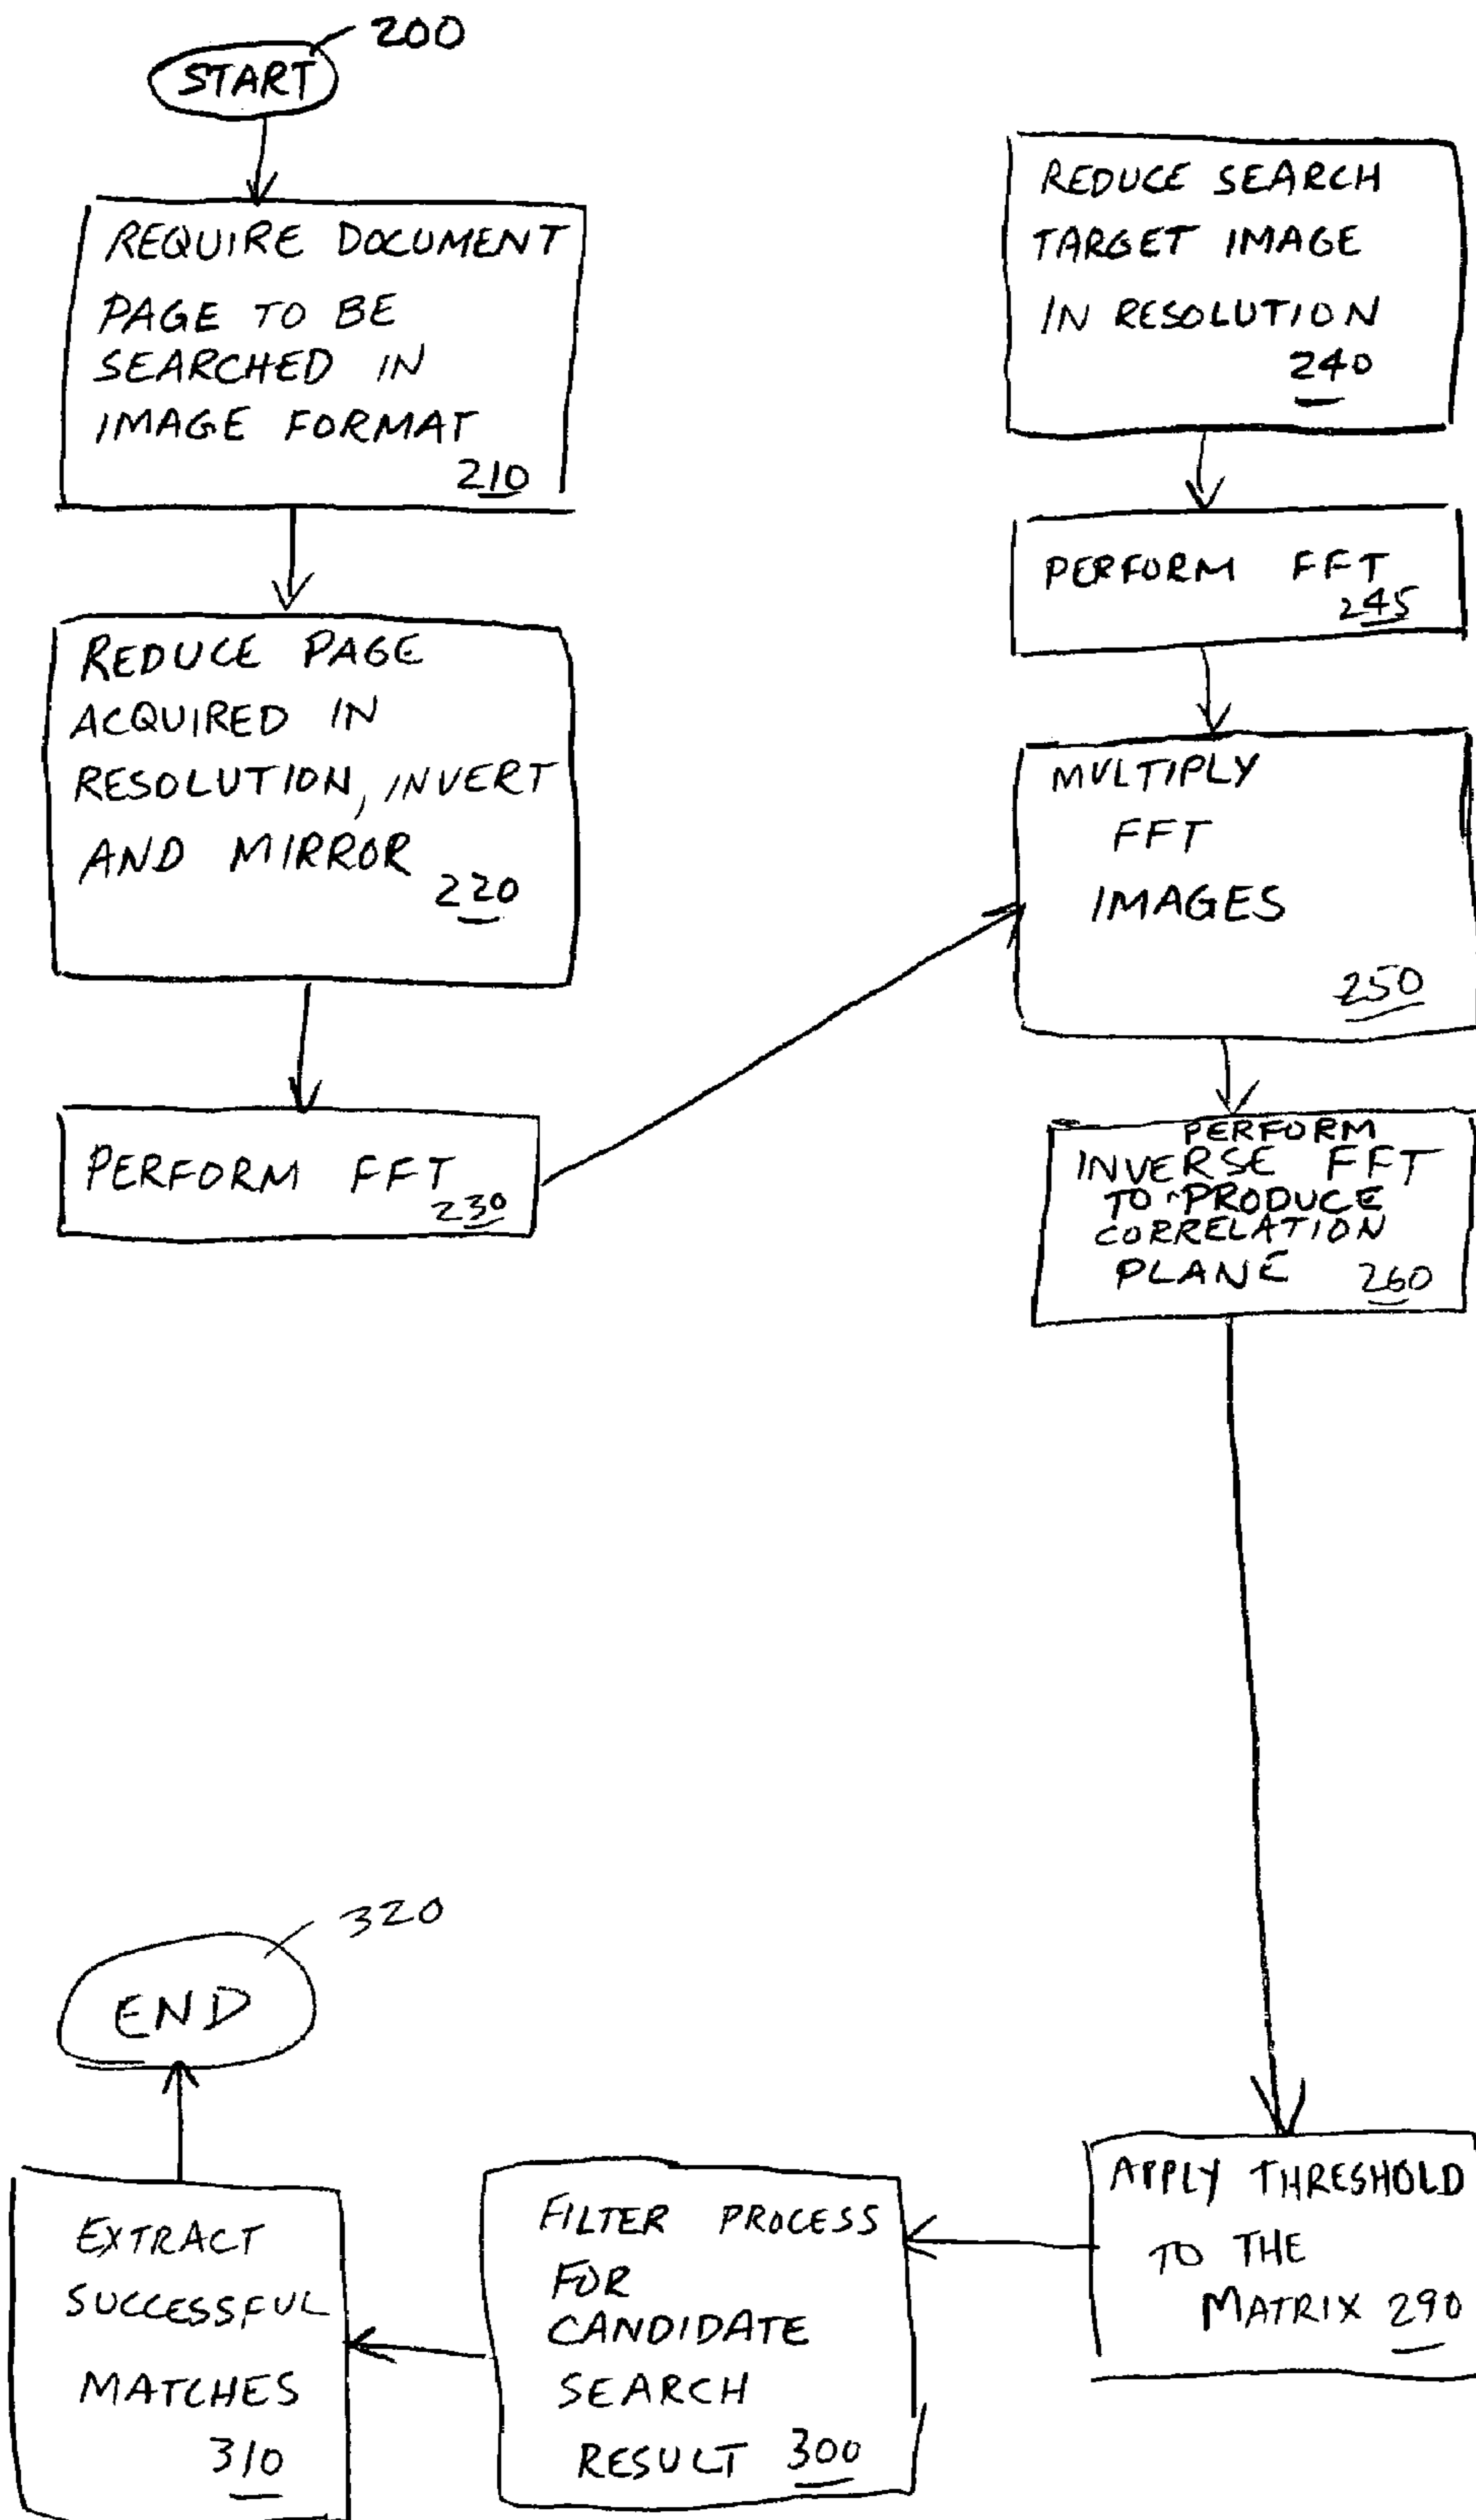 200
START
REQUIRE DOCUMENT
PAGE TO BE
SEARCHED IN
IMAGE FORMAT
210
REDUCE PAGE
ACQUIRED IN
RESOLUTION, INVERT
AND MIRROR
220
PERFORM FFT
230
REDUCE SEARCH
TARGET IMAGE
IN RESOLUTION
240
PERFORM FFT
245
MULTIPLY
FFT
IMAGES
250
PERFORM
INVERSE FFT
TO PRODUCE
CORRELATION
PLANE 260
APPLY THRESHOLD
TO THE
MATRIX 290
FILTER PROCESS
FOR
CANDIDATE
SEARCH
RESULT 300
EXTRACT
SUCCESSFUL
MATCHES
310
320
END